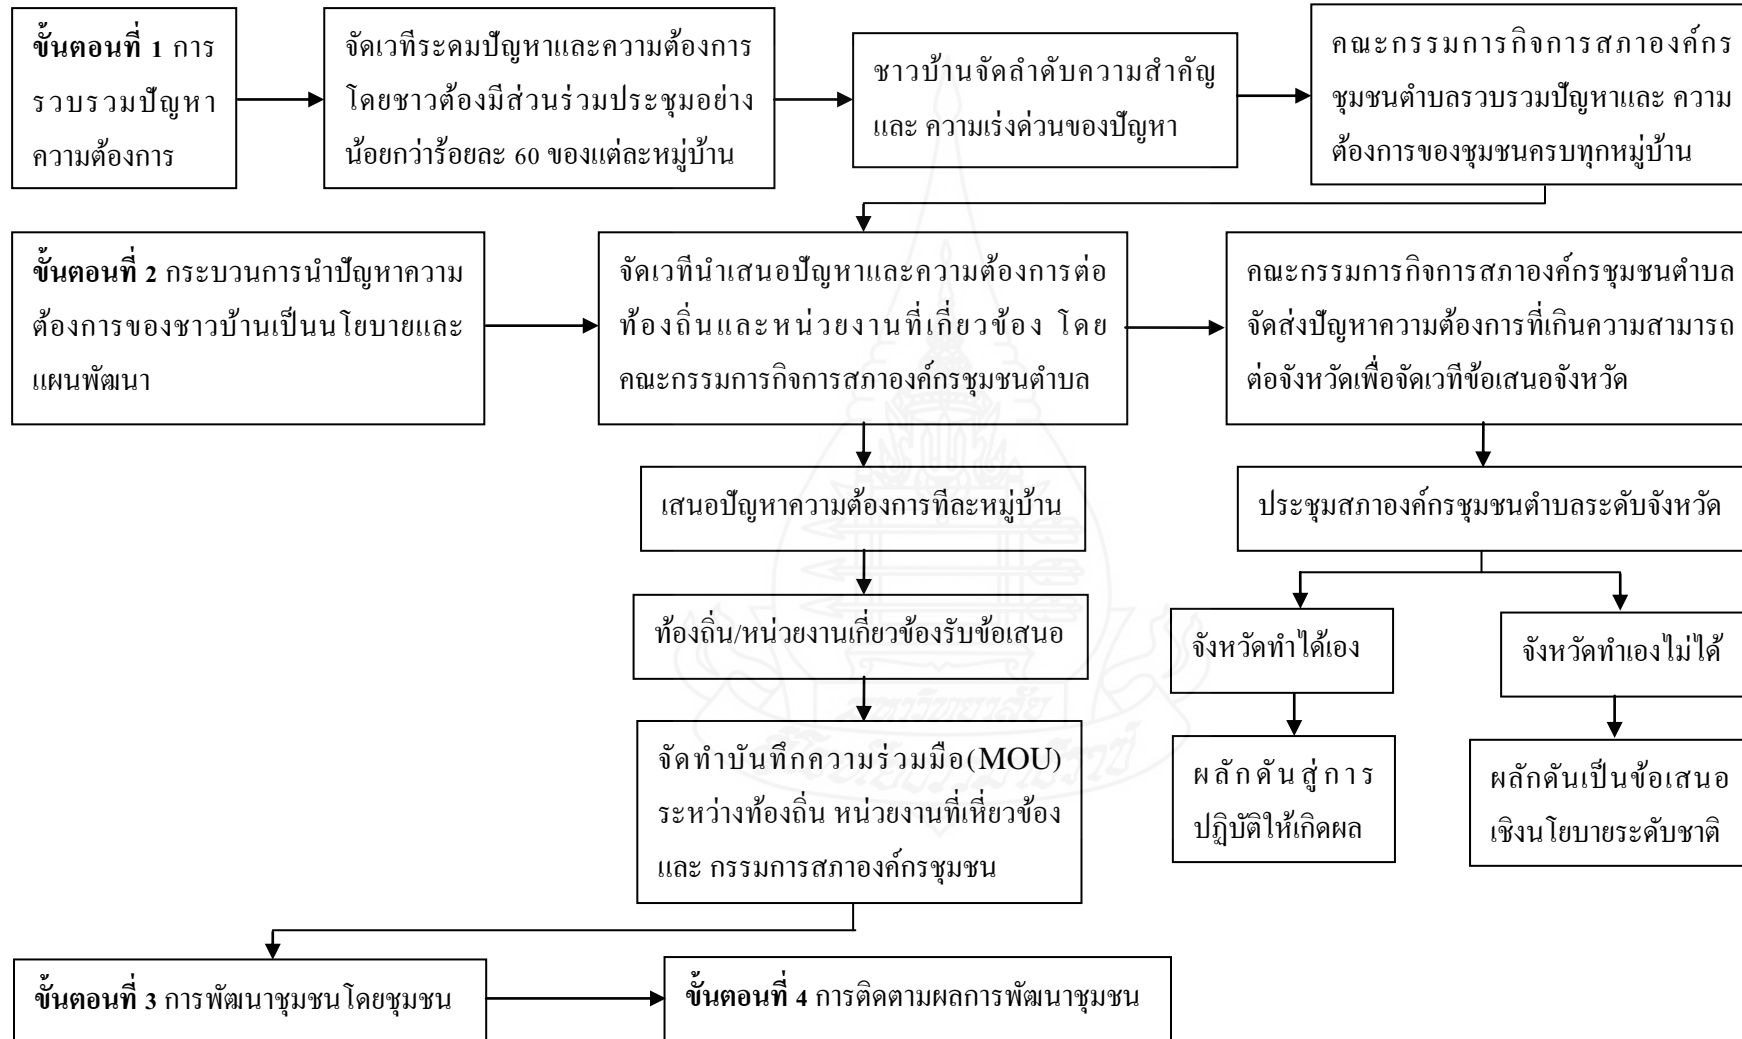 ขั้นตอนที่ 1 การ
รวบรวมปัญหา
ความต้องการ
จัดเวทีระดมปัญหาและความต้องการ
โดยชาวต้องมีส่วนร่วมประชุมอย่าง
น้อยกว่าร้อยละ 60 ของแต่ละหมู่บ้าน
ชาวบ้านจัดลำดับความสำคัญ
และ ความเร่งด่วนของปัญหา
คณะกรรมการกิจการสภาองค์กร
ชุมชนตำบลรวบรวมปัญหาและ ความ
ต้องการของชุมชนครบทุกหมู่บ้าน
ขั้นตอนที่ 2 กระบวนการนำปัญหาความ
ต้องการของชาวบ้านเป็นนโยบายและ
แผนพัฒนา
จัดเวทีนำเสนอปัญหาและความต้องการต่อ
ท้องถิ่นและหน่วยงานที่เกี่ยวข้อง โดย
คณะกรรมการกิจการสภาองค์กรชุมชนตำบล
คณะกรรมการกิจการสภาองค์กรชุมชนตำบล
จัดส่งปัญหาความต้องการที่เกินความสามารถ
ต่อจังหวัดเพื่อจัดเวทีข้อเสนอจังหวัด
เสนอปัญหาความต้องการทีละหมู่บ้าน
ประชุมสภาองค์กรชุมชนตำบลระดับจังหวัด
ท้องถิ่น/หน่วยงานเกี่ยวข้องรับข้อเสนอ
จังหวัดทำได้เอง
จังหวัดทำเองไม่ได้
จัดทำบันทึกความร่วมมือ(MOU)
ระหว่างท้องถิ่น หน่วยงานที่เหี่ยวข้อง
และ กรรมการสภาองค์กรชุมชน
ผลักดันสู่การ
ปฏิบัติให้เกิดผล
ผลักดันเป็นข้อเสนอ
เชิงนโยบายระดับชาติ
ขั้นตอนที่ 3 การพัฒนาชุมชนโดยชุมชน
ขั้นตอนที่ 4 การติดตามผลการพัฒนาชุมชน